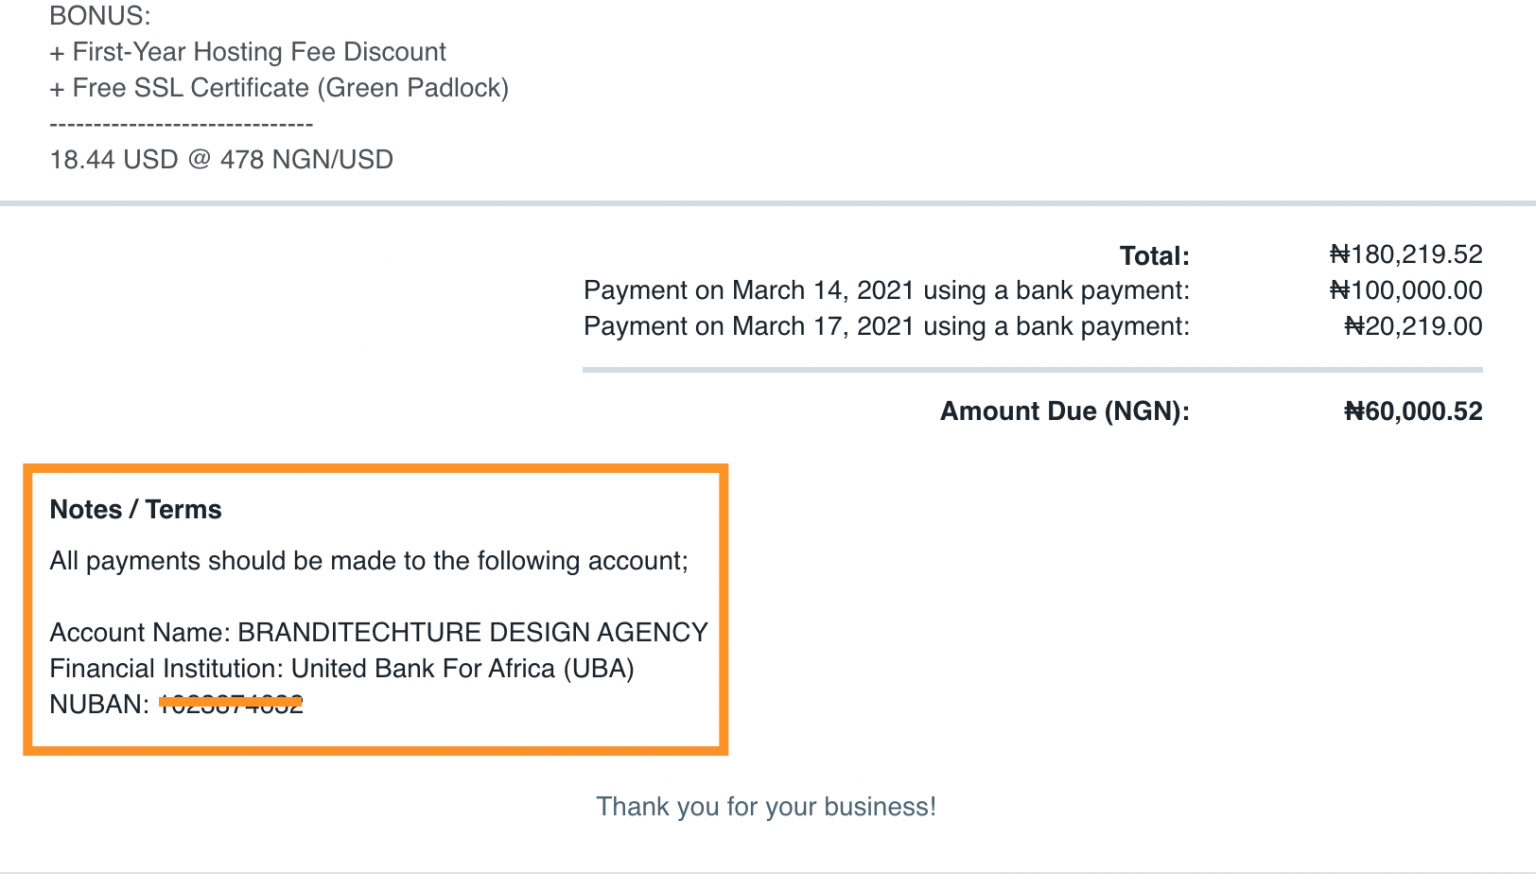 BONUS:
+ First-Year Hosting Fee Discount
+ Free SSL Certificate (Green Padlock)
------------------------------
18.44 USD @ 478 NGN/USD
Total: ₦180,219.52
Payment on March 14, 2021 using a bank payment: ₦100,000.00
Payment on March 17, 2021 using a bank payment: ₦20,219.00
Amount Due (NGN): ₦60,000.52
Notes / Terms
All payments should be made to the following account;
Account Name: BRANDITECHTURE DESIGN AGENCY
Financial Institution: United Bank For Africa (UBA)
NUBAN:
Thank you for your business!